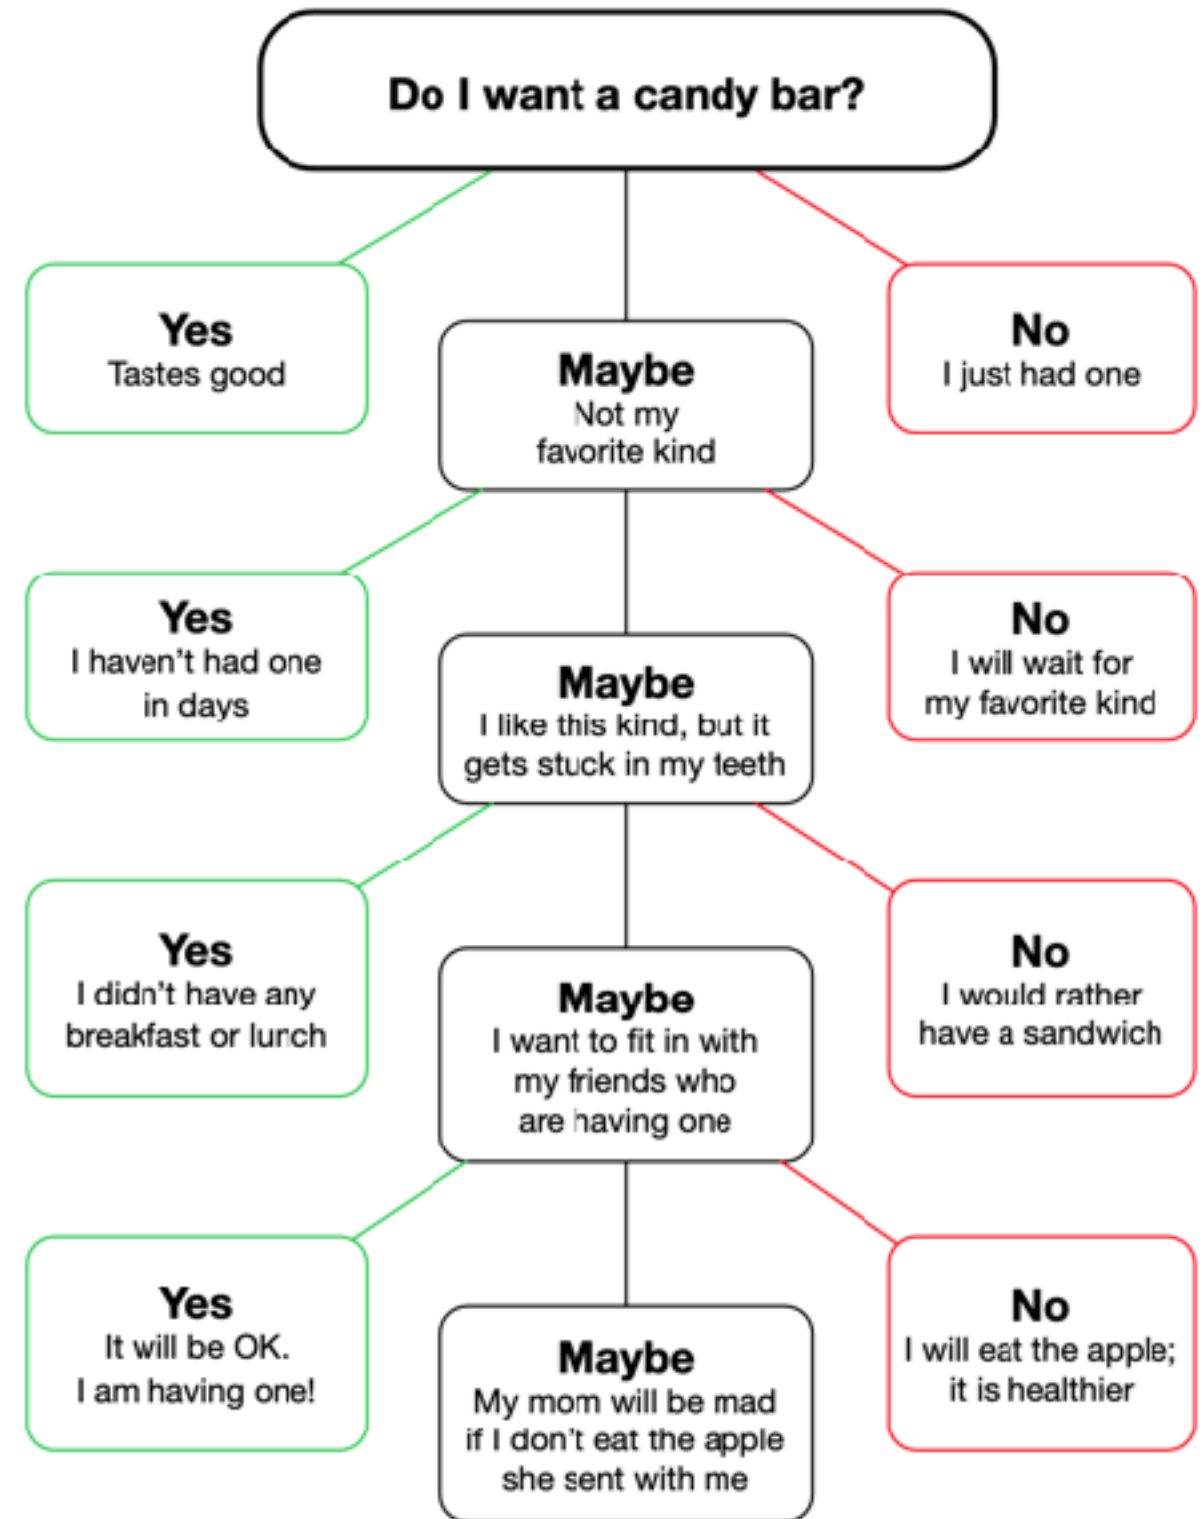 Do I want a candy bar?
Yes
Tastes good
Maybe
Not my
favorite kind
No
I just had one
Yes
I haven't had one
in days
Maybe
I like this kind, but it
gets stuck in my teeth
No
I will wait for
my favorite kind
Yes
I didn't have any
breakfast or lunch
Maybe
I want to fit in with
my friends who
are having one
No
I would rather
have a sandwich
Yes
It will be OK.
I am having one!
Maybe
My mom will be mad
if I don't eat the apple
she sent with me
No
I will eat the apple;
it is healthier